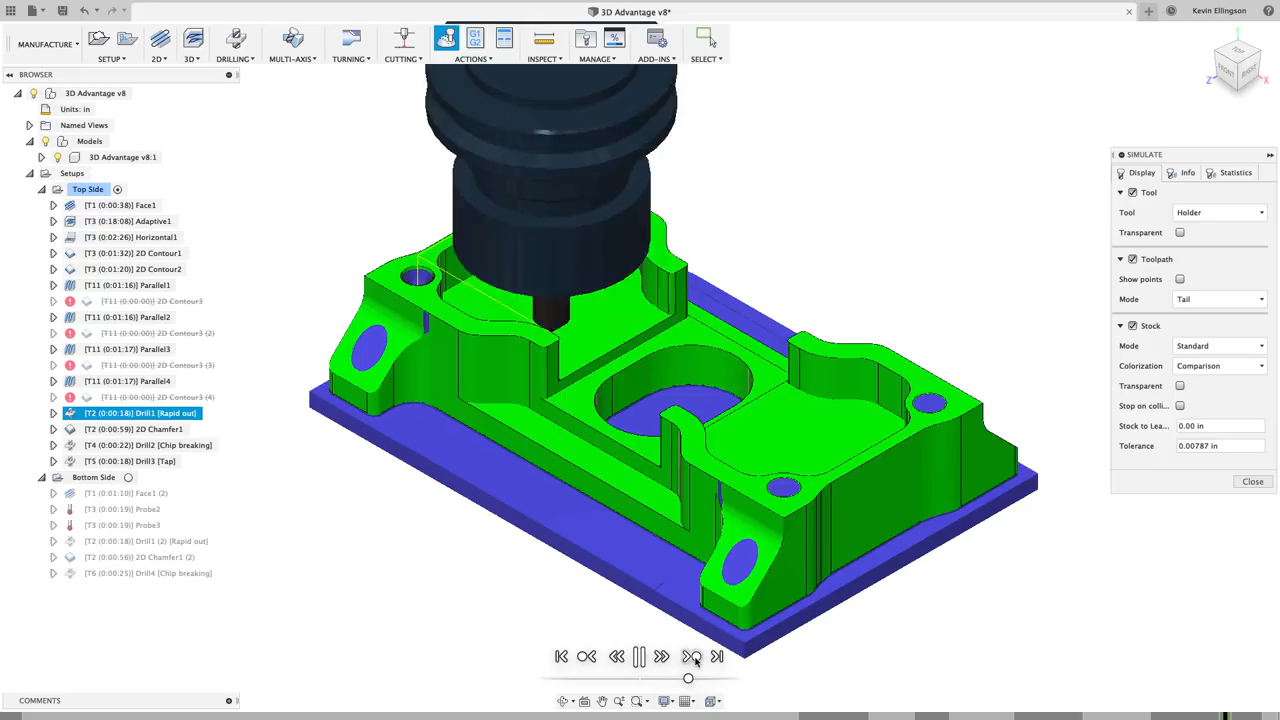 3D Advantage v8*
Kevin Ellingson
MANUFACTURE
SETUP
2D
3D
DRILLING
MULTI-AXIS
TURNING
CUTTING
G1
G2
ACTIONS
INSPECT
MANAGE
ADD-INS
SELECT
TOP
FRONT
RIGHT
Z
X
BROWSER
3D Advantage v8
Units: in
Named Views
Models
3D Advantage v8:1
Setups
Top Side
[T1 (0:00:38)] Face1
[T3 (0:18:08)] Adaptive1
[T3 (0:02:26)] Horizontal1
[T3 (0:01:32)] 2D Contour1
[T3 (0:01:20)] 2D Contour2
[T11 (0:01:16)] Parallel1
[T11 (0:00:00)] 2D Contour3
[T11 (0:01:16)] Parallel2
[T11 (0:00:00)] 2D Contour3 (2)
[T11 (0:01:17)] Parallel3
[T11 (0:00:00)] 2D Contour3 (3)
[T11 (0:01:17)] Parallel4
[T11 (0:00:00)] 2D Contour3 (4)
[T2 (0:00:18)] Drill1 [Rapid out]
[T2 (0:00:59)] 2D Chamfer1
[T4 (0:00:22)] Drill2 [Chip breaking]
[T5 (0:00:18)] Drill3 [Tap]
Bottom Side
[T1 (0:01:10)] Face1 (2)
[T3 (0:00:19)] Probe2
[T3 (0:00:19)] Probe3
[T2 (0:00:18)] Drill1 (2) [Rapid out]
[T2 (0:00:56)] 2D Chamfer1 (2)
[T6 (0:00:25)] Drill4 [Chip breaking]
SIMULATE
Display
Info
Statistics
Tool
Tool Holder
Transparent
Toolpath
Show points
Mode Tail
Stock
Mode Standard
Colorization Comparison
Transparent
Stop on colli...
Stock to Lea... 0.00 in
Tolerance 0.00787 in
Close
COMMENTS